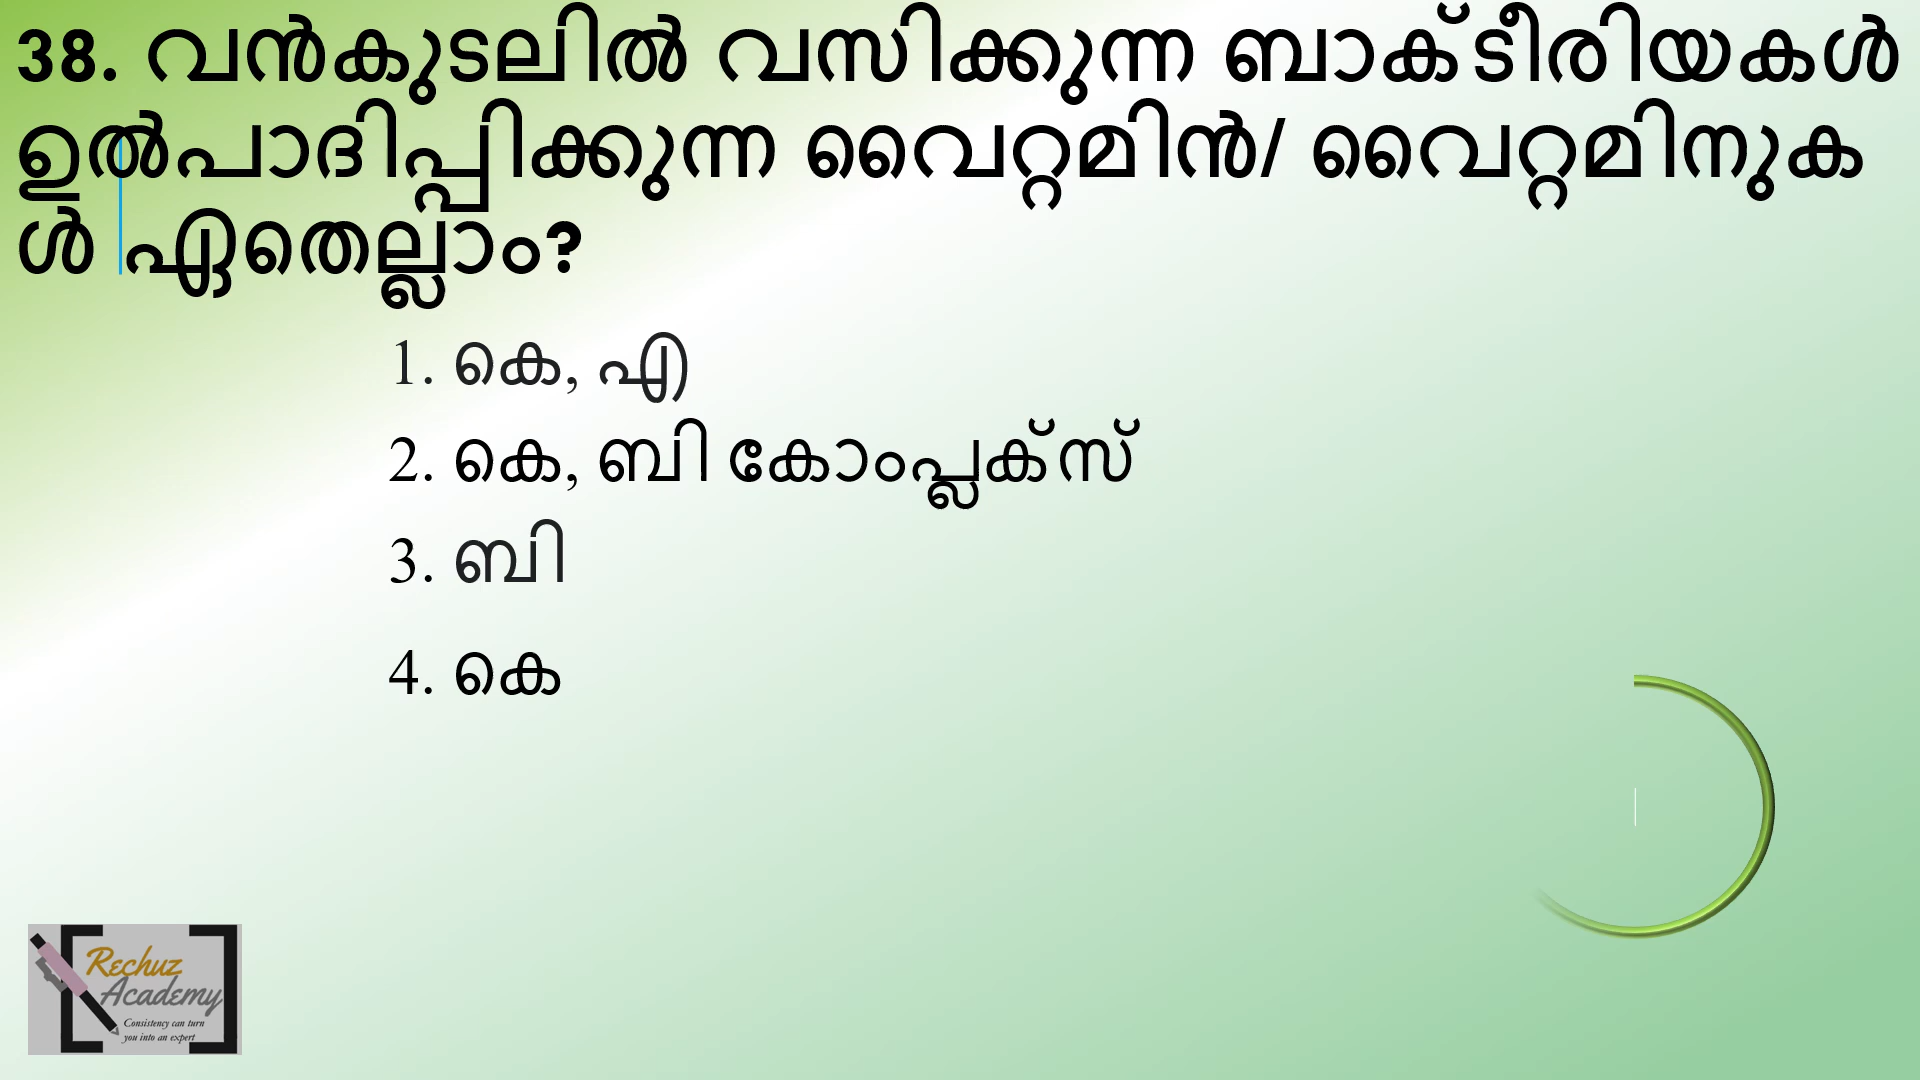 38. വൻകുടലിൽ വസിക്കുന്ന ബാക്ടീരിയകൾ
ഉൽപാദിപ്പിക്കുന്ന വൈറ്റമിൻ/ വൈറ്റമിനുക
ൾ ഏതെല്ലാം?
1. കെ, എ
2. കെ, ബി കോംപ്ലക്സ്
3. ബി
4. കെ
Rechuz
Academy
Consistency can turn
you into an expert